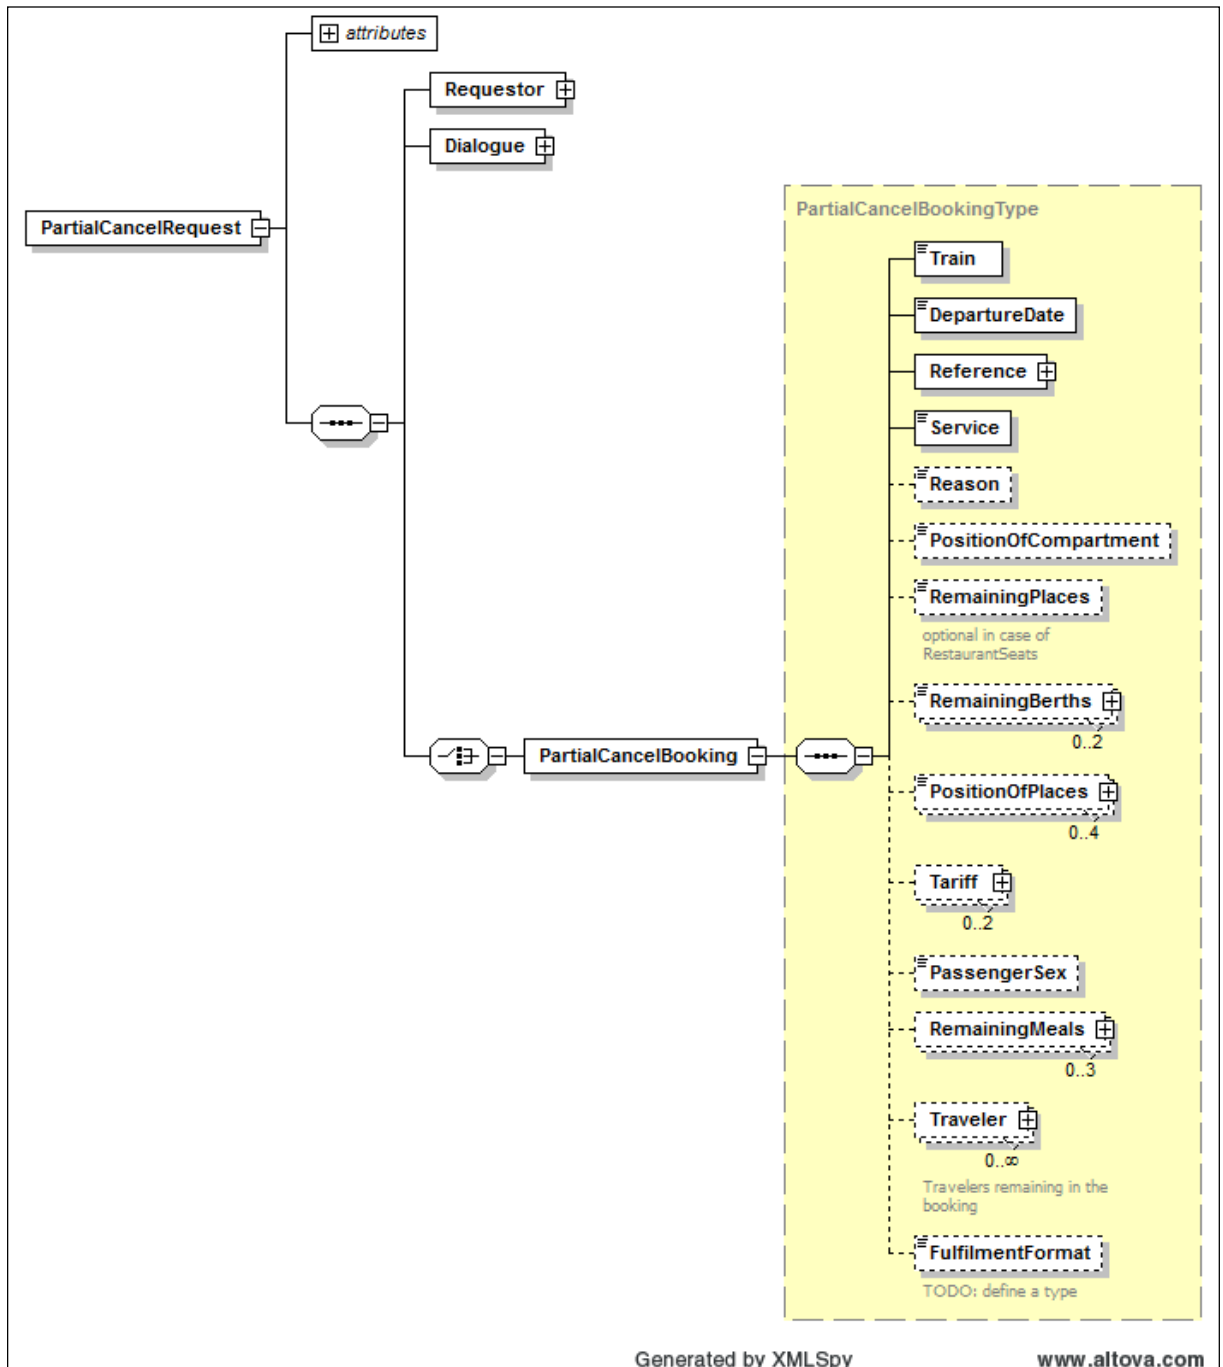 attributes
Requestor
Dialogue
PartialCancelRequest
PartialCancelBookingType
Train
DepartureDate
Reference
Service
Reason
PositionOfCompartment
RemainingPlaces
optional in case of
RestaurantSeats
RemainingBerths
0..2
PartialCancelBooking
PositionOfPlaces
0..4
Tariff
0..2
PassengerSex
RemainingMeals
0..3
Traveler
0..∞
Travelers remaining in the
booking
FulfilmentFormat
TODO: define a type
Generated by XMLSpy www.altova.com